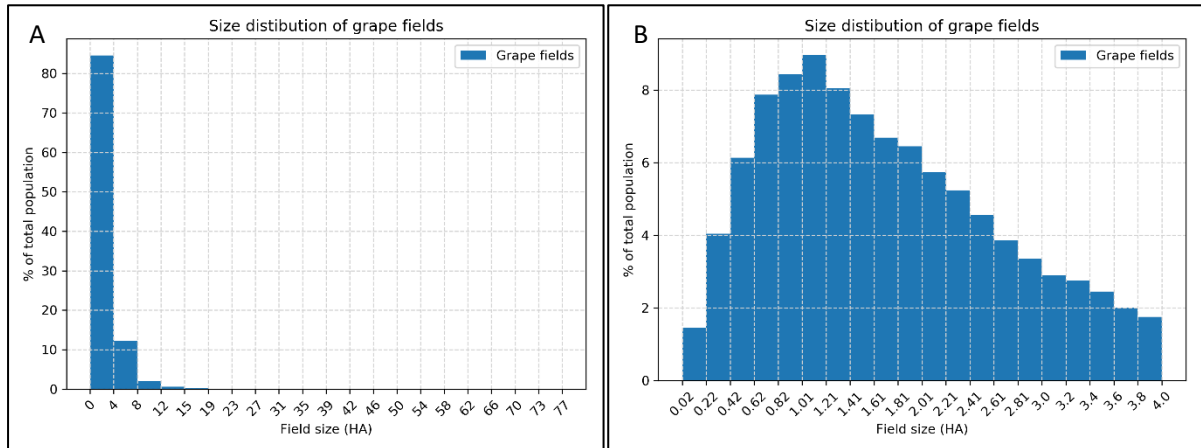 A
Size distibution of grape fields
Grape fields
% of total population
80
70
60
50
40
30
20
10
0
0 4 8 12 15 19 23 27 31 35 39 42 46 50 54 58 62 66 70 73 77
Field size (HA)
B
Size distibution of grape fields
Grape fields
% of total population
8
6
4
2
0
0.02 0.22 0.42 0.62 0.82 1.01 1.21 1.41 1.61 1.81 2.01 2.21 2.41 2.61 2.81 3.0 3.2 3.4 3.6 3.8 4.0
Field size (HA)